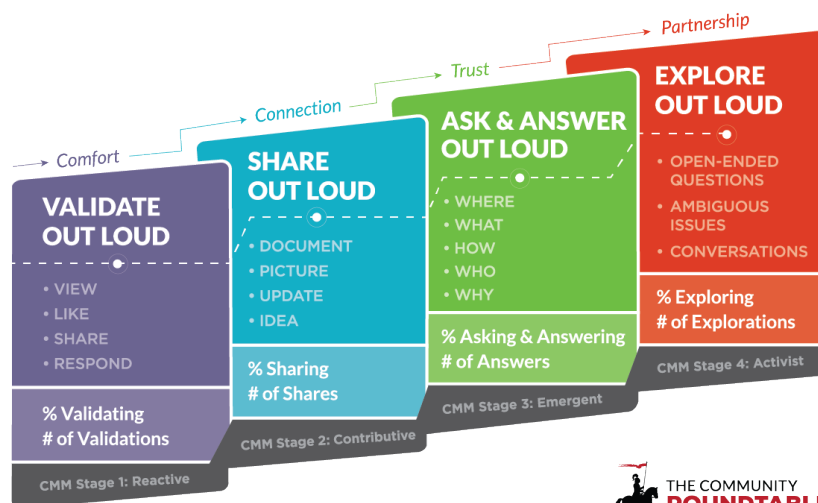 Comfort
Connection
Trust
Partnership
VALIDATE
OUT LOUD
• VIEW
• LIKE
• SHARE
• RESPOND
% Validating
# of Validations
CMM Stage 1: Reactive
SHARE
OUT LOUD
• DOCUMENT
• PICTURE
• UPDATE
• IDEA
% Sharing
# of Shares
CMM Stage 2: Contributive
ASK & ANSWER
OUT LOUD
• WHERE
• WHAT
• HOW
• WHO
• WHY
% Asking & Answering
# of Answers
CMM Stage 3: Emergent
EXPLORE
OUT LOUD
• OPEN-ENDED
QUESTIONS
• AMBIGUOUS
ISSUES
• CONVERSATIONS
% Exploring
# of Explorations
CMM Stage 4: Activist
THE COMMUNITY